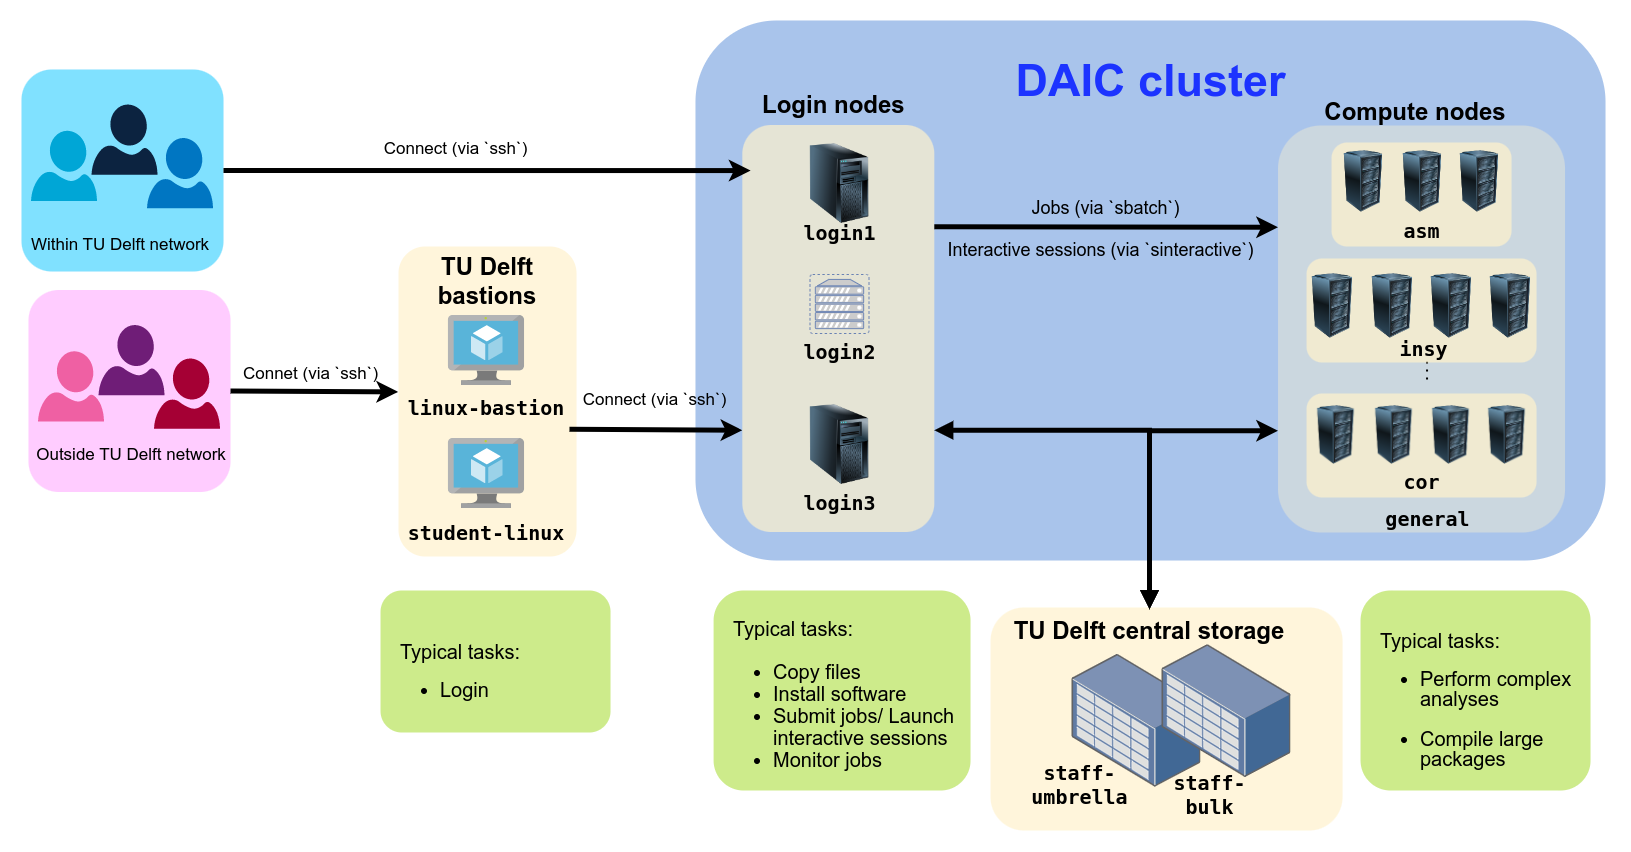 DAIC cluster
Login nodes
Compute nodes
Within TU Delft network
Connect (via `ssh`)
login1
login2
login3
Jobs (via `sbatch`)
Interactive sessions (via `sinteractive`)
asm
insy
...
cor
general
Outside TU Delft network
Connet (via `ssh`)
TU Delft
bastions
linux-bastion
student-linux
Connect (via `ssh`)
Typical tasks:
• Login
Typical tasks:
• Copy files
• Install software
• Submit jobs/ Launch
interactive sessions
• Monitor jobs
TU Delft central storage
staff-
umbrella
staff-
bulk
Typical tasks:
• Perform complex
analyses
• Compile large
packages